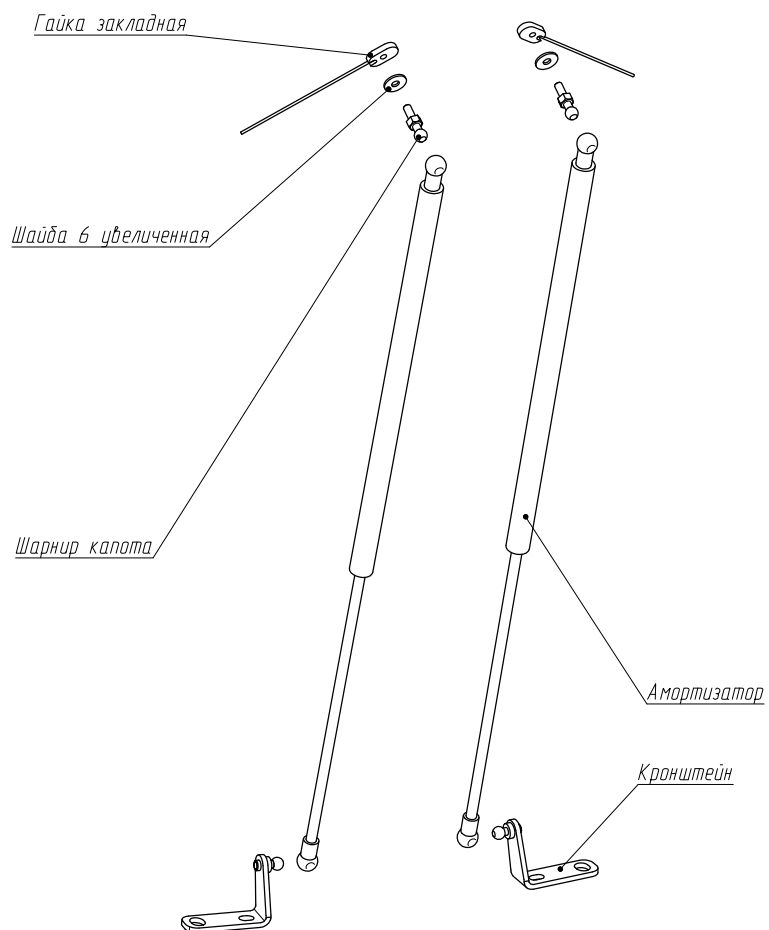 Гайка закладная
Шайба 6 увеличенная
Шарнир капота
Амортизатор
Кронштейн